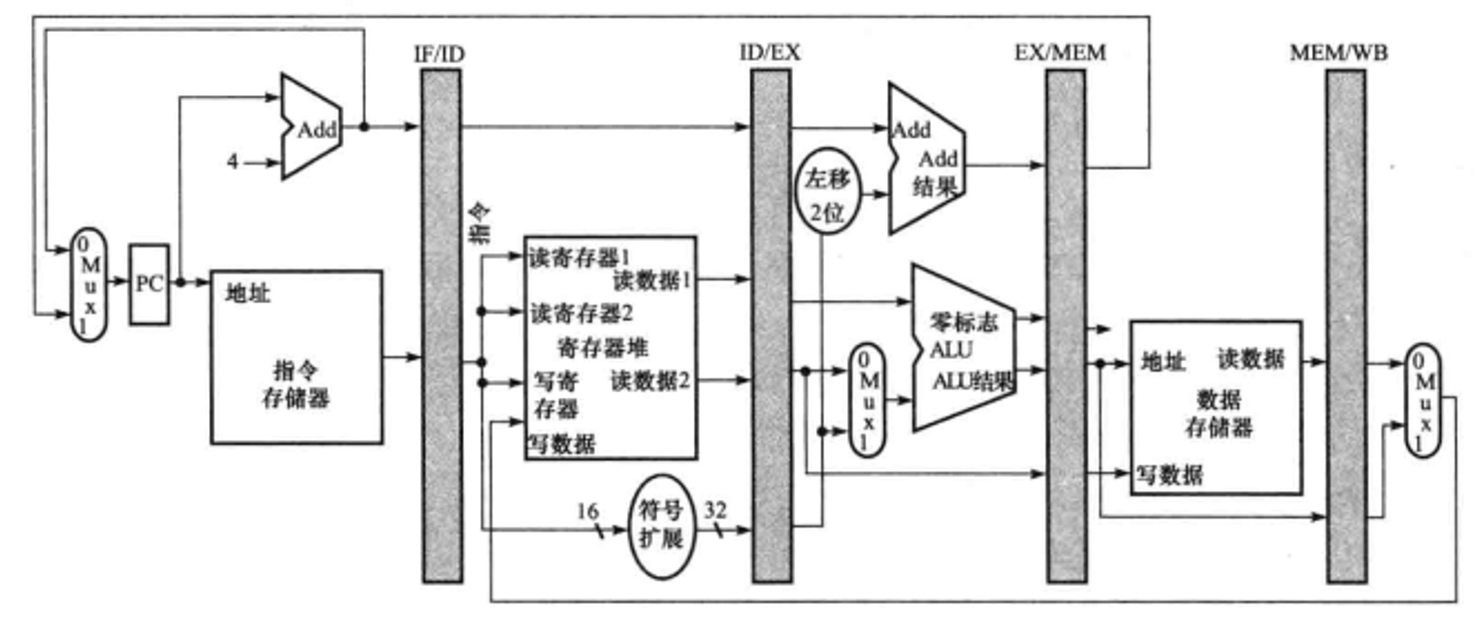 IF/ID
ID/EX
EX/MEM
MEM/WB
Add
4
0
M
u
x
1
PC
地址
指令
存储器
指令
读寄存器1
读数据1
读寄存器2
寄存器堆
写寄
存器
读数据2
写数据
16
符号
扩展
32
左移
2位
Add
Add
结果
0
M
u
x
1
零标志
ALU
ALU结果
地址
读数据
数据
存储器
写数据
0
M
u
x
1